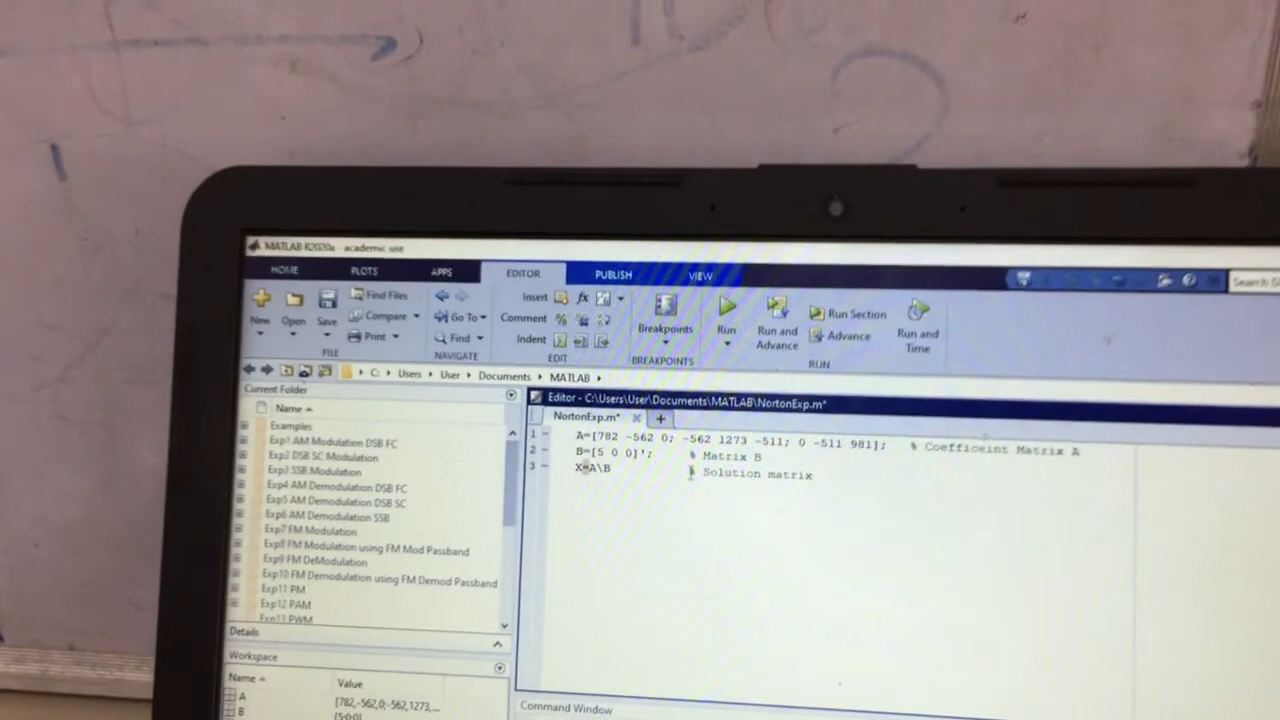 MATLAB R2020a - academic use
HOME PLOTS APPS EDITOR PUBLISH VIEW
Search D
New Open Save Find Files Compare Print
FILE
Go To Find
NAVIGATE
Insert fx
Comment
Indent
EDIT
Breakpoints
BREAKPOINTS
Run Run and Advance Run Section Advance Run and Time
RUN
C: Users User Documents MATLAB
Current Folder
Name
Examples
Exp1 AM Modulation DSB FC
Exp2 DSB SC Modulation
Exp3 SSB Modulation
Exp4 AM Demodulation DSB FC
Exp5 AM Demodulation DSB SC
Exp6 AM Demodulation SSB
Exp7 FM Modulation
Exp8 FM Modulation using FM Mod Passband
Exp9 FM DeModulation
Exp10 FM Demodulation using FM Demod Passband
Exp11 PM
Exp12 PAM
Exp13 PWM
Details
Workspace
Name Value
A [782,-562,0;-562,1273,...
B [5;0;0]
Editor - C:\Users\User\Documents\MATLAB\NortonExp.m*
NortonExp.m*
1 A=[782 -562 0; -562 1273 -511; 0 -511 981]; % Coefficeint Matrix A
2 B=[5 0 0]'; % Matrix B
3 X=A\B % Solution matrix
Command Window